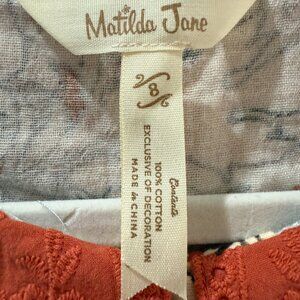 Matilda Jane
8
Contents
100% COTTON
EXCLUSIVE OF DECORATION
MADE in CHINA